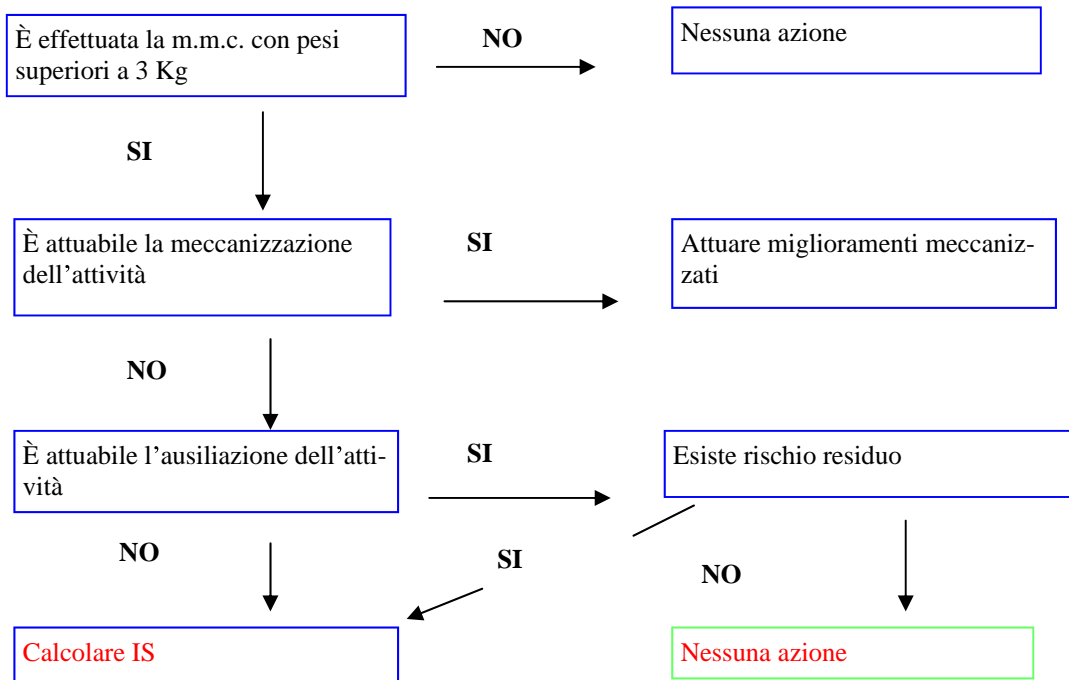 È effettuata la m.m.c. con pesi
superiori a 3 Kg
NO
Nessuna azione
SI
È attuabile la meccanizzazione
dell'attività
SI
Attuare miglioramenti meccaniz-
zati
NO
È attuabile l'ausiliazione dell'atti-
vità
SI
Esiste rischio residuo
NO
SI
NO
Calcolare IS
Nessuna azione